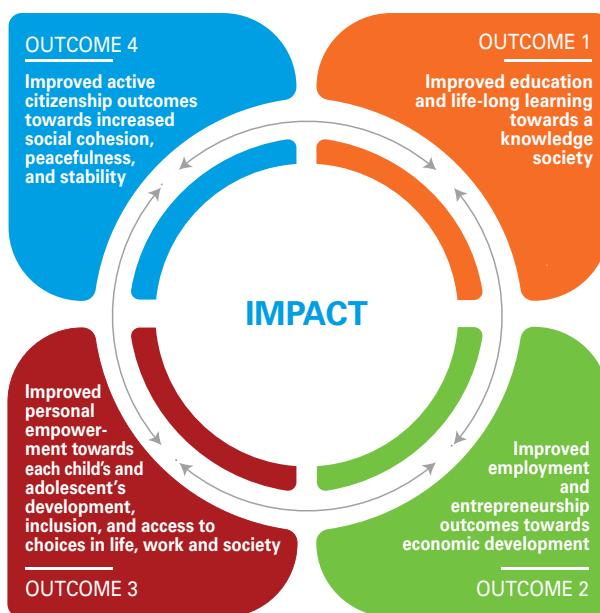 OUTCOME 4
Improved active
citizenship outcomes
towards increased
social cohesion,
peacefulness,
and stability
OUTCOME 1
Improved education
and life-long learning
towards a
knowledge
society
IMPACT
Improved
personal
empower-
ment towards
each child's and
adolescent's
development,
inclusion, and access to
choices in life, work and society
OUTCOME 3
Improved
employment
and
entrepreneurship
outcomes towards
economic development
OUTCOME 2